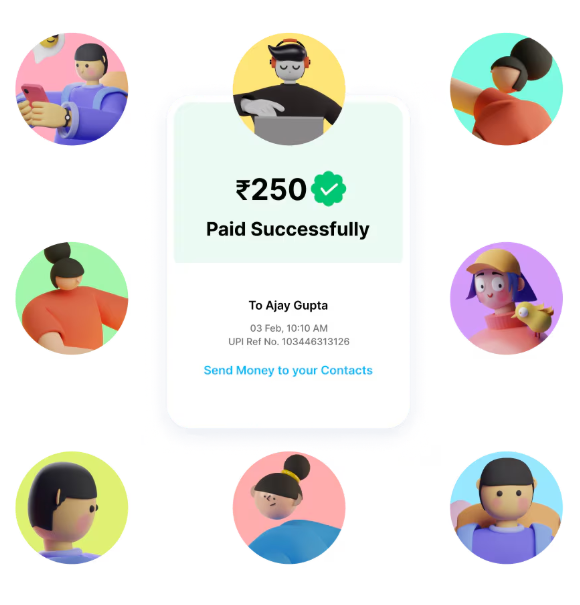 ₹250
Paid Successfully
To Ajay Gupta
03 Feb, 10:10 AM
UPI Ref No. 103446313126
Send Money to your Contacts